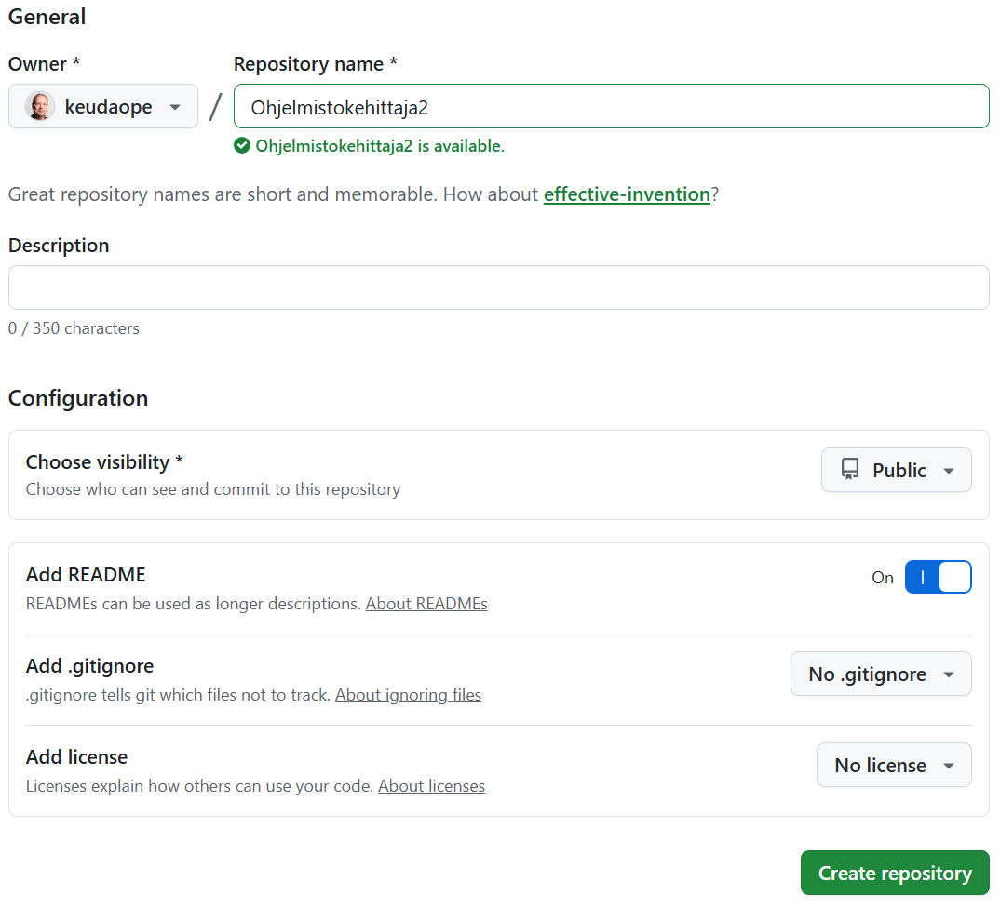 General
Owner *
Repository name *
keudaope
/
Ohjelmistokehittaja2
Ohjelmistokehittaja2 is available.
Great repository names are short and memorable. How about effective-invention?
Description
0 / 350 characters
Configuration
Choose visibility *
Choose who can see and commit to this repository
Public
Add README
READMEs can be used as longer descriptions. About READMEs
On
Add .gitignore
.gitignore tells git which files not to track. About ignoring files
No .gitignore
Add license
Licenses explain how others can use your code. About licenses
No license
Create repository